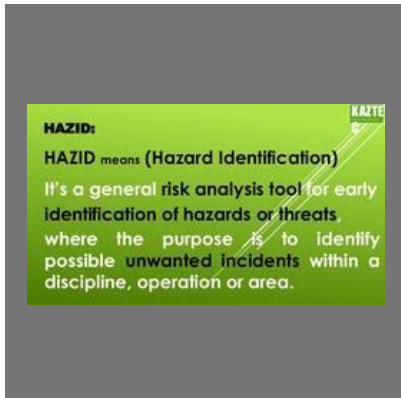 KAZTE
C
HAZID:
HAZID means (Hazard Identification)
It's a general risk analysis tool for early
identification of hazards or threats,
where the purpose is to identify
possible unwanted incidents within a
discipline, operation or area.